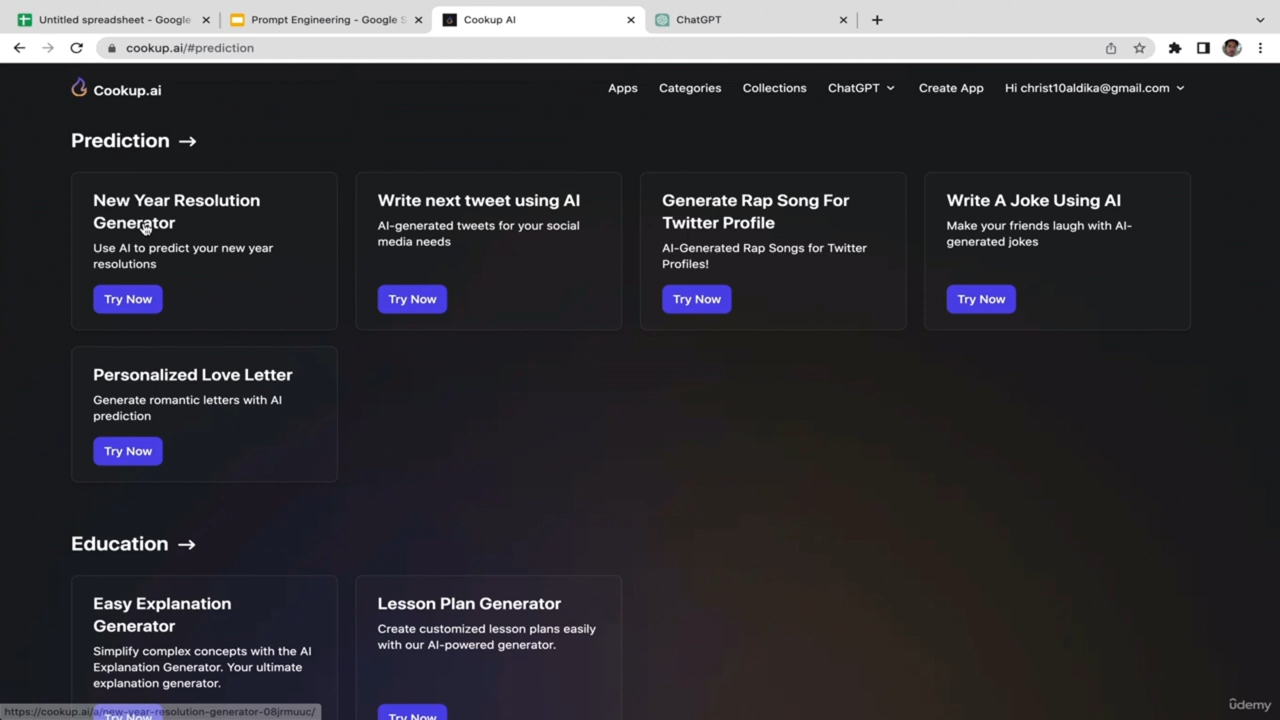 Untitled spreadsheet - Google
Prompt Engineering - Google S
Cookup AI
ChatGPT
cookup.ai/#prediction
Cookup.ai
Apps
Categories
Collections
ChatGPT
Create App
Hi christ10aldika@gmail.com
Prediction →
New Year Resolution
Generator
Use AI to predict your new year
resolutions
Try Now
Write next tweet using AI
AI-generated tweets for your social
media needs
Try Now
Generate Rap Song For
Twitter Profile
AI-Generated Rap Songs for Twitter
Profiles!
Try Now
Write A Joke Using AI
Make your friends laugh with AI-
generated jokes
Try Now
Personalized Love Letter
Generate romantic letters with AI
prediction
Try Now
Education →
Easy Explanation
Generator
Simplify complex concepts with the AI
Explanation Generator. Your ultimate
explanation generator.
Try Now
Lesson Plan Generator
Create customized lesson plans easily
with our AI-powered generator.
Try Now
https://cookup.ai/a/new-year-resolution-generator-08jrmuuc/
ûdemy